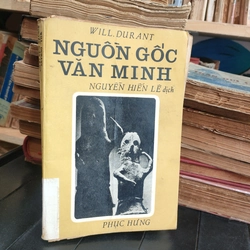 WILL. DURANT
NGUỒN GỐC
VĂN MINH
NGUYỄN HIẾN LÊ dịch
PHỤC HƯNG